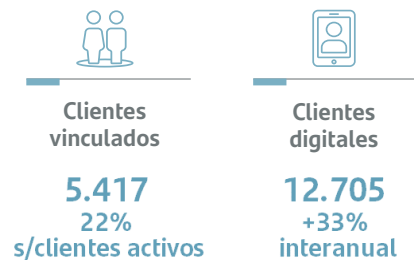 Clientes
vinculados
5.417
22%
s/clientes activos
Clientes
digitales
12.705
+33%
interanual